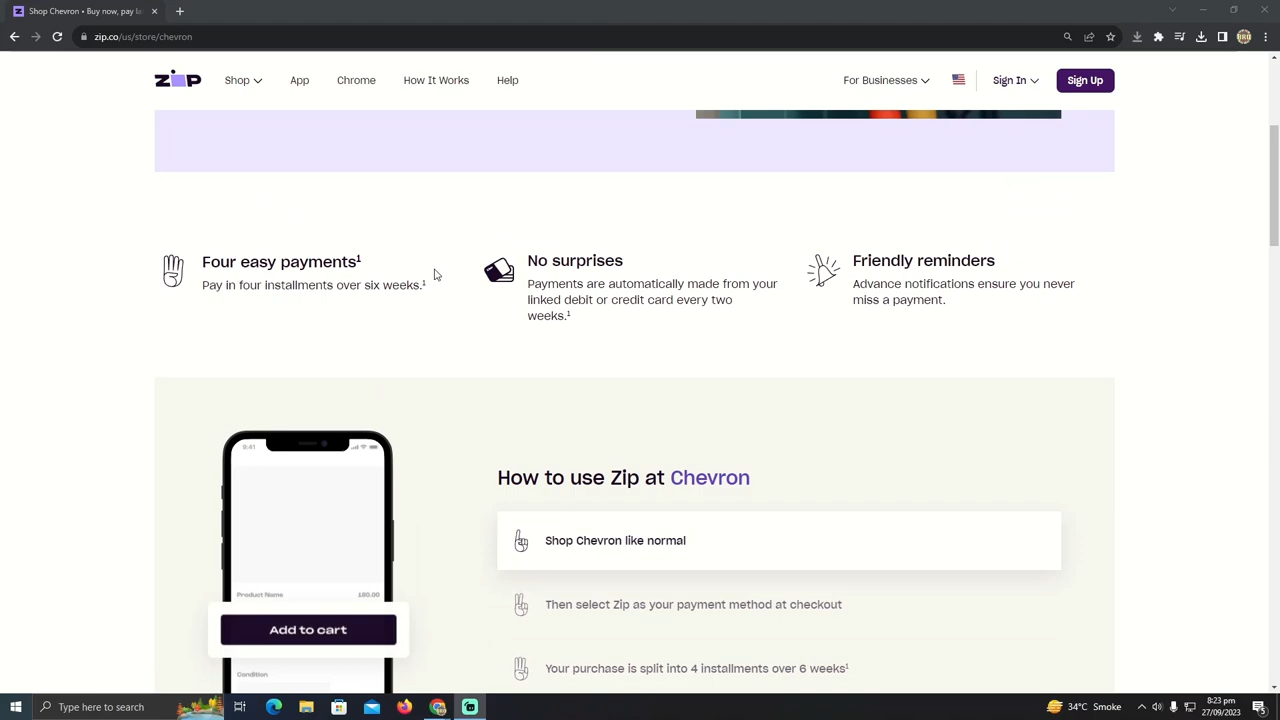 Shop Chevron • Buy now, pay la
zip.co/us/store/chevron
ZIP
Shop
App
Chrome
How It Works
Help
For Businesses
Sign In
Sign Up
Four easy payments¹
Pay in four installments over six weeks.¹
No surprises
Payments are automatically made from your
linked debit or credit card every two
weeks.¹
Friendly reminders
Advance notifications ensure you never
miss a payment.
9:41
Product Name
£60.00
Add to cart
Condition
How to use Zip at Chevron
Shop Chevron like normal
Then select Zip as your payment method at checkout
Your purchase is split into 4 installments over 6 weeks¹
Type here to search
34°C Smoke
8:23 pm
27/09/2023